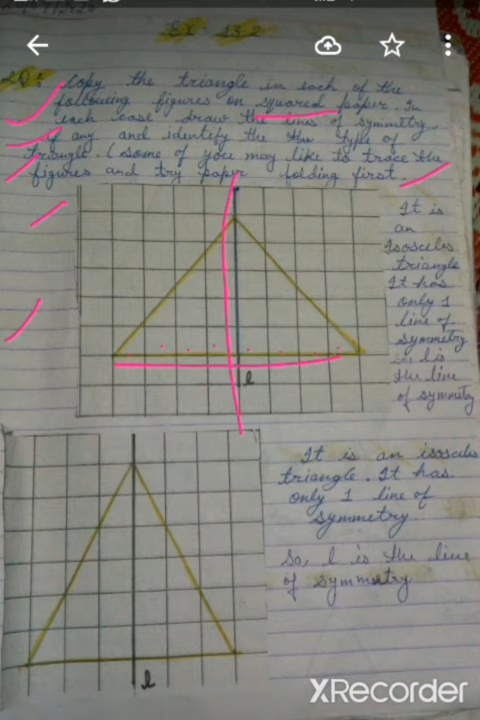 Ex 13.2
2Q: Copy the triangle in each of the
following figures on squared paper. In
each case draw the lines of symmetry.
if any and identify the the type of
triangle. (some of you may like to trace the
figures and try paper folding first.
It is
an
isosceles
triangle
It has
only 1
line of
symmetry
so, l is
the line
of symmetry
l
It is an isosceles
triangle. It has
only 1 line of
symmetry
So, l is the line
of symmetry
l
XRecorder